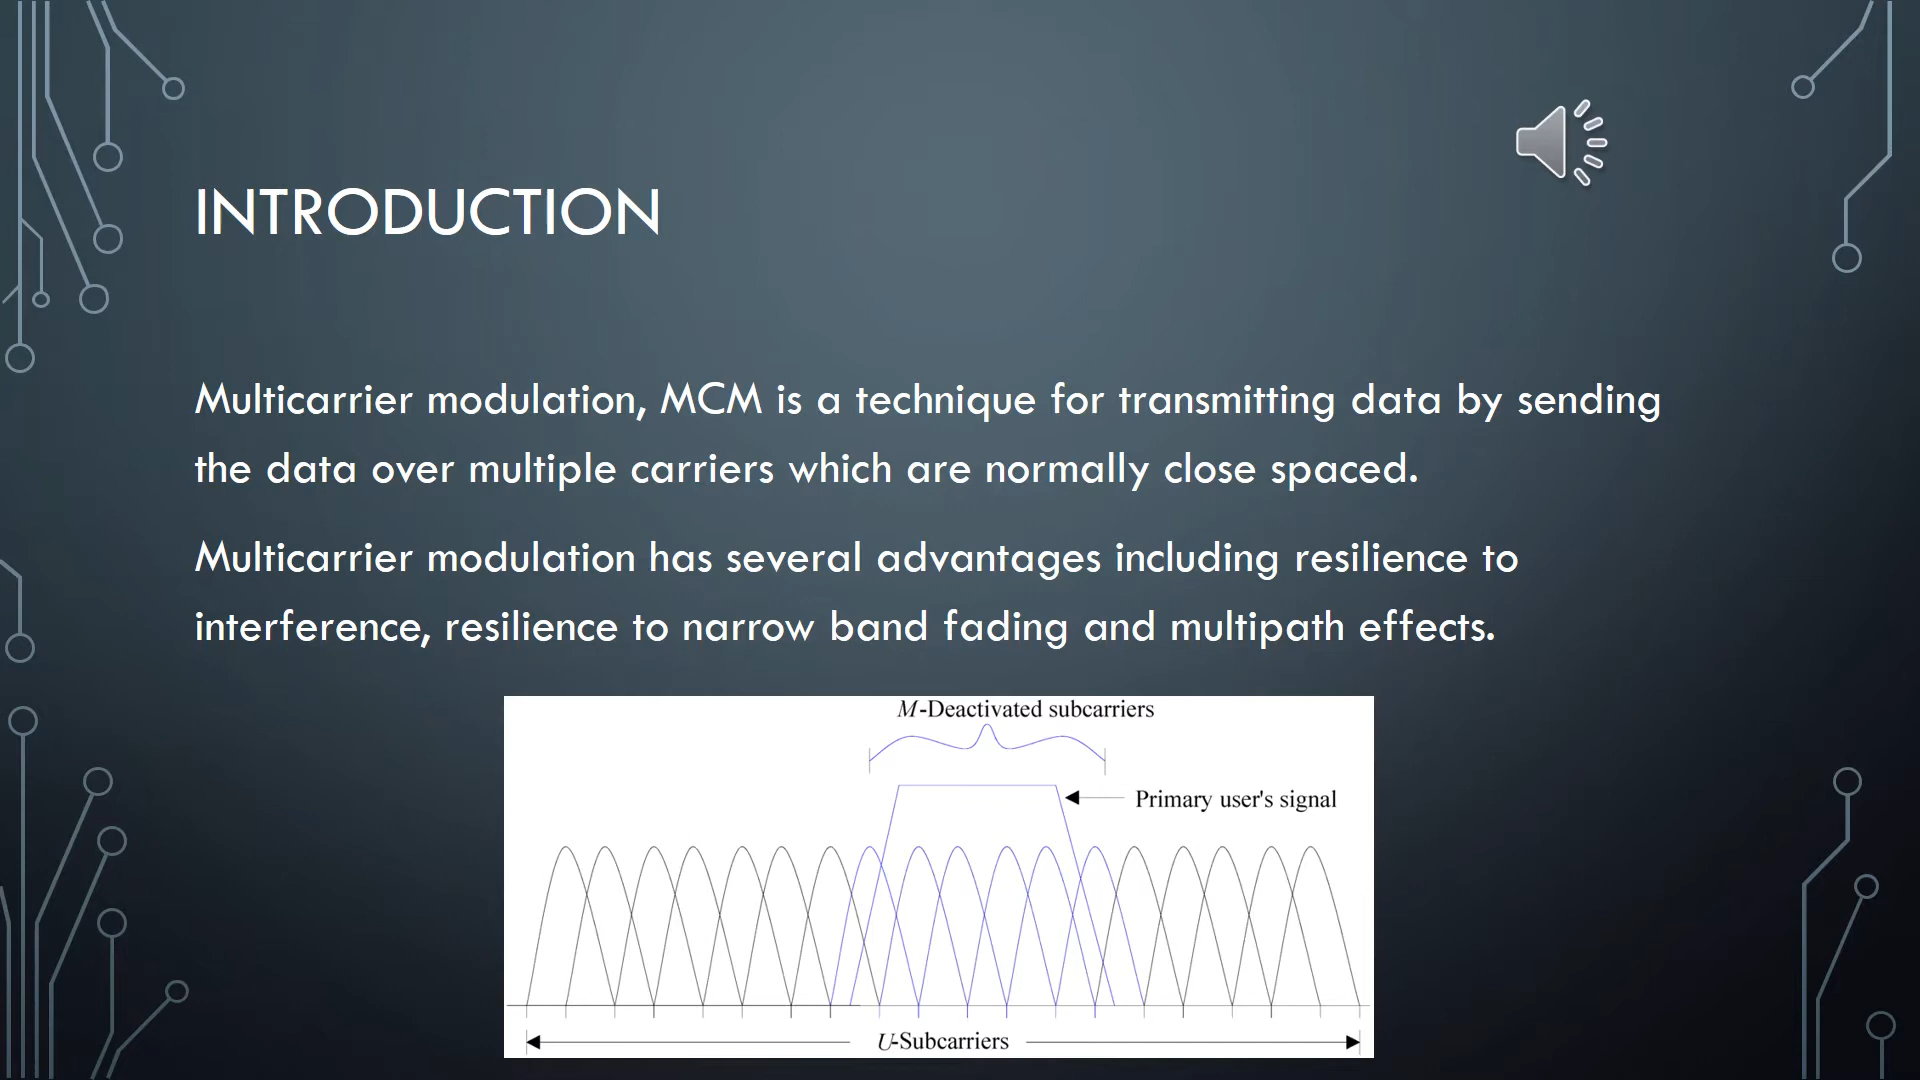 INTRODUCTION
Multicarrier modulation, MCM is a technique for transmitting data by sending
the data over multiple carriers which are normally close spaced.
Multicarrier modulation has several advantages including resilience to
interference, resilience to narrow band fading and multipath effects.
M-Deactivated subcarriers
Primary user's signal
U-Subcarriers